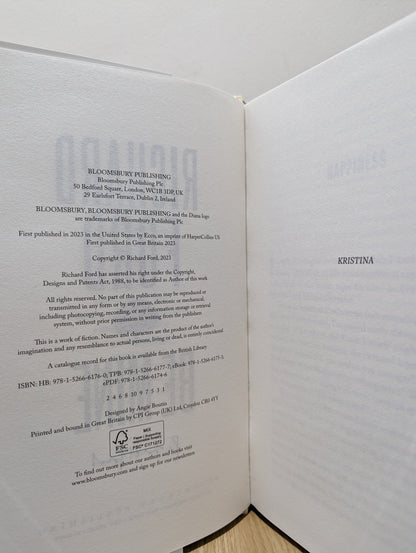 BLOOMSBURY PUBLISHING
Bloomsbury Publishing Plc
50 Bedford Square, London, WC1B 3DP, UK
29 Earlsfort Terrace, Dublin 2, Ireland
BLOOMSBURY, BLOOMSBURY PUBLISHING and the Diana logo
are trademarks of Bloomsbury Publishing Plc
First published in 2023 in the United States by Ecco, an imprint of HarperCollins US
First published in Great Britain 2023
Copyright © Richard Ford, 2023
Richard Ford has asserted his right under the Copyright,
Designs and Patents Act, 1988, to be identified as Author of this work
All rights reserved. No part of this publication may be reproduced or
transmitted in any form or by any means, electronic or mechanical,
including photocopying, recording, or any information storage or retrieval
system, without prior permission in writing from the publishers
This is a work of fiction. Names and characters are the product of the author's
imagination and any resemblance to actual persons, living or dead, is entirely coincidental
A catalogue record for this book is available from the British Library
ISBN: HB: 978-1-5266-6176-0; TPB: 978-1-5266-6177-7; eBook: 978-1-5266-6175-3;
ePDF: 978-1-5266-6174-6
2 4 6 8 10 9 7 5 3 1
Designed by Angie Boutin
Printed and bound in Great Britain by CPI Group (UK) Ltd, Croydon CR0 4YY
MIX
Paper | Supporting
responsible forestry
FSC
FSC® C171272
To find out more about our authors and books visit
www.bloomsbury.com and sign up for our newsletters
KRISTINA